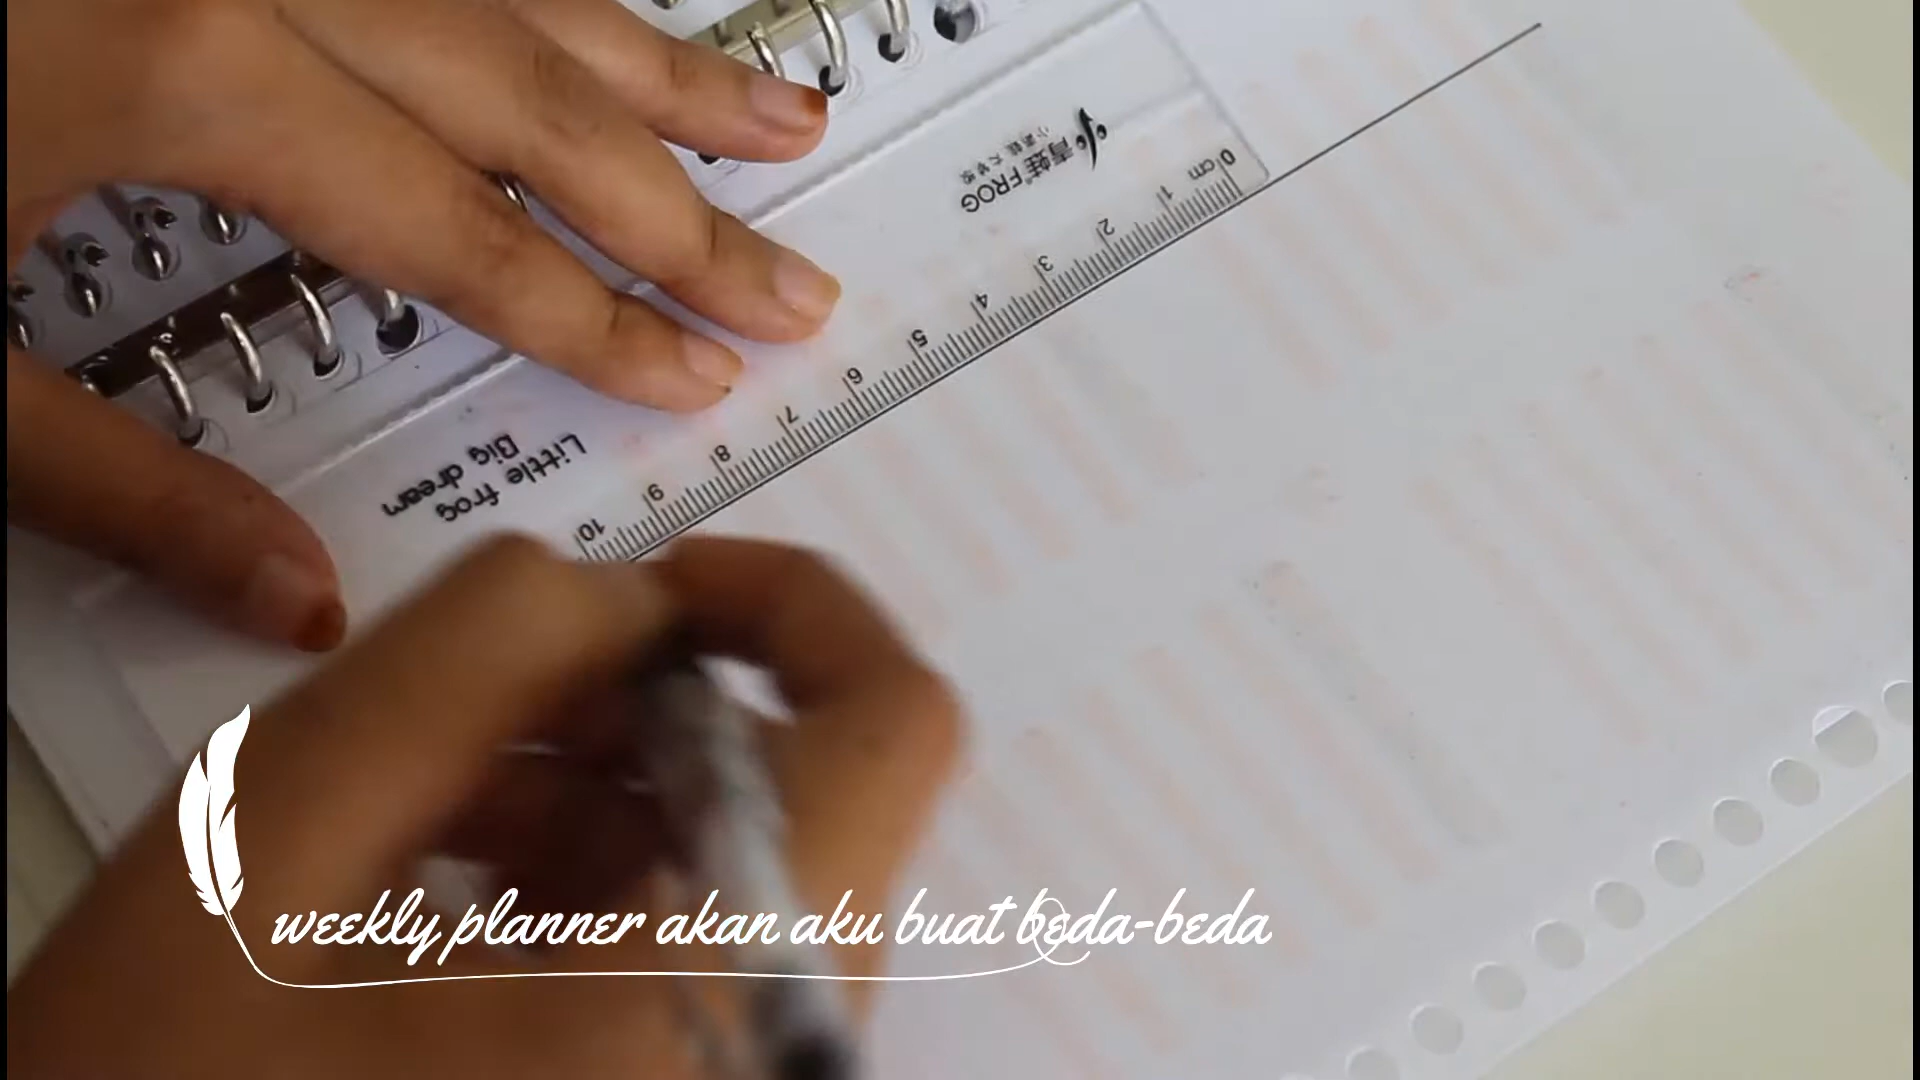 青蛙 FROG
0 cm
1
2
3
4
5
6
7
8
9
10
Little frog
Big dream
weekly planner akan aku buat beda-beda